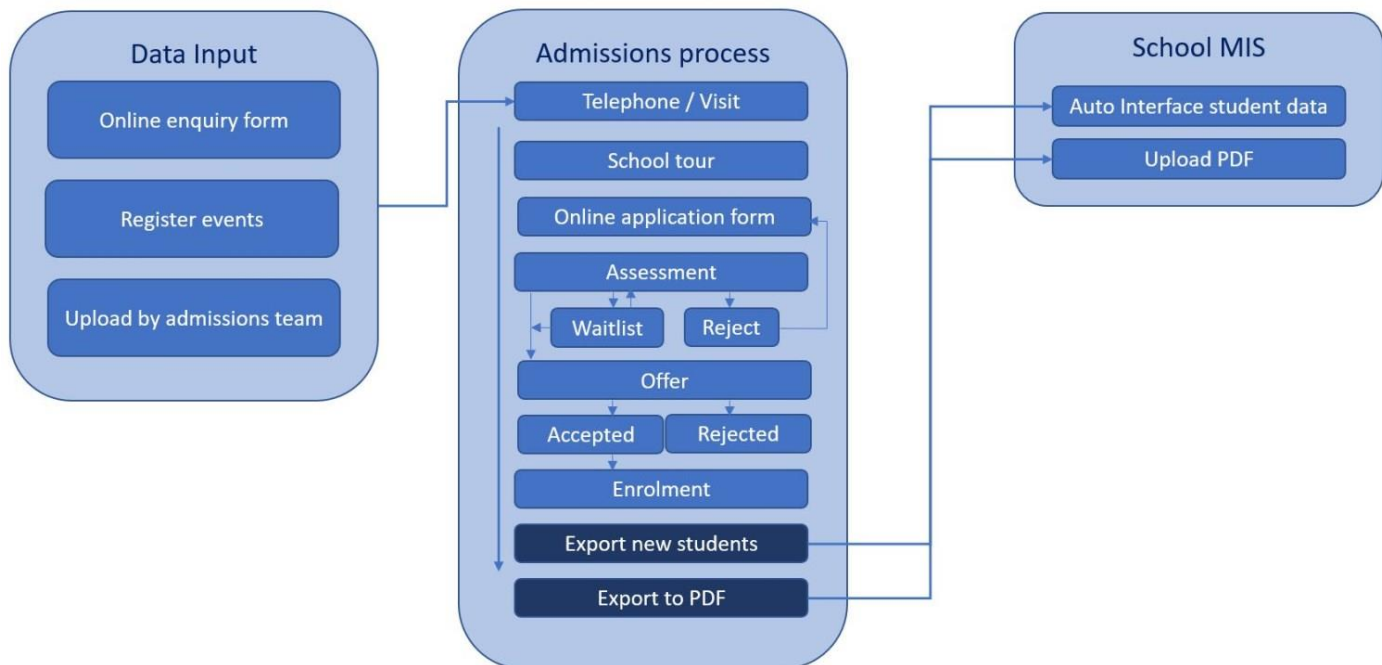 Data Input
Online enquiry form
Register events
Upload by admissions team
Admissions process
Telephone / Visit
School tour
Online application form
Assessment
Waitlist
Reject
Offer
Accepted
Rejected
Enrolment
Export new students
Export to PDF
School MIS
Auto Interface student data
Upload PDF